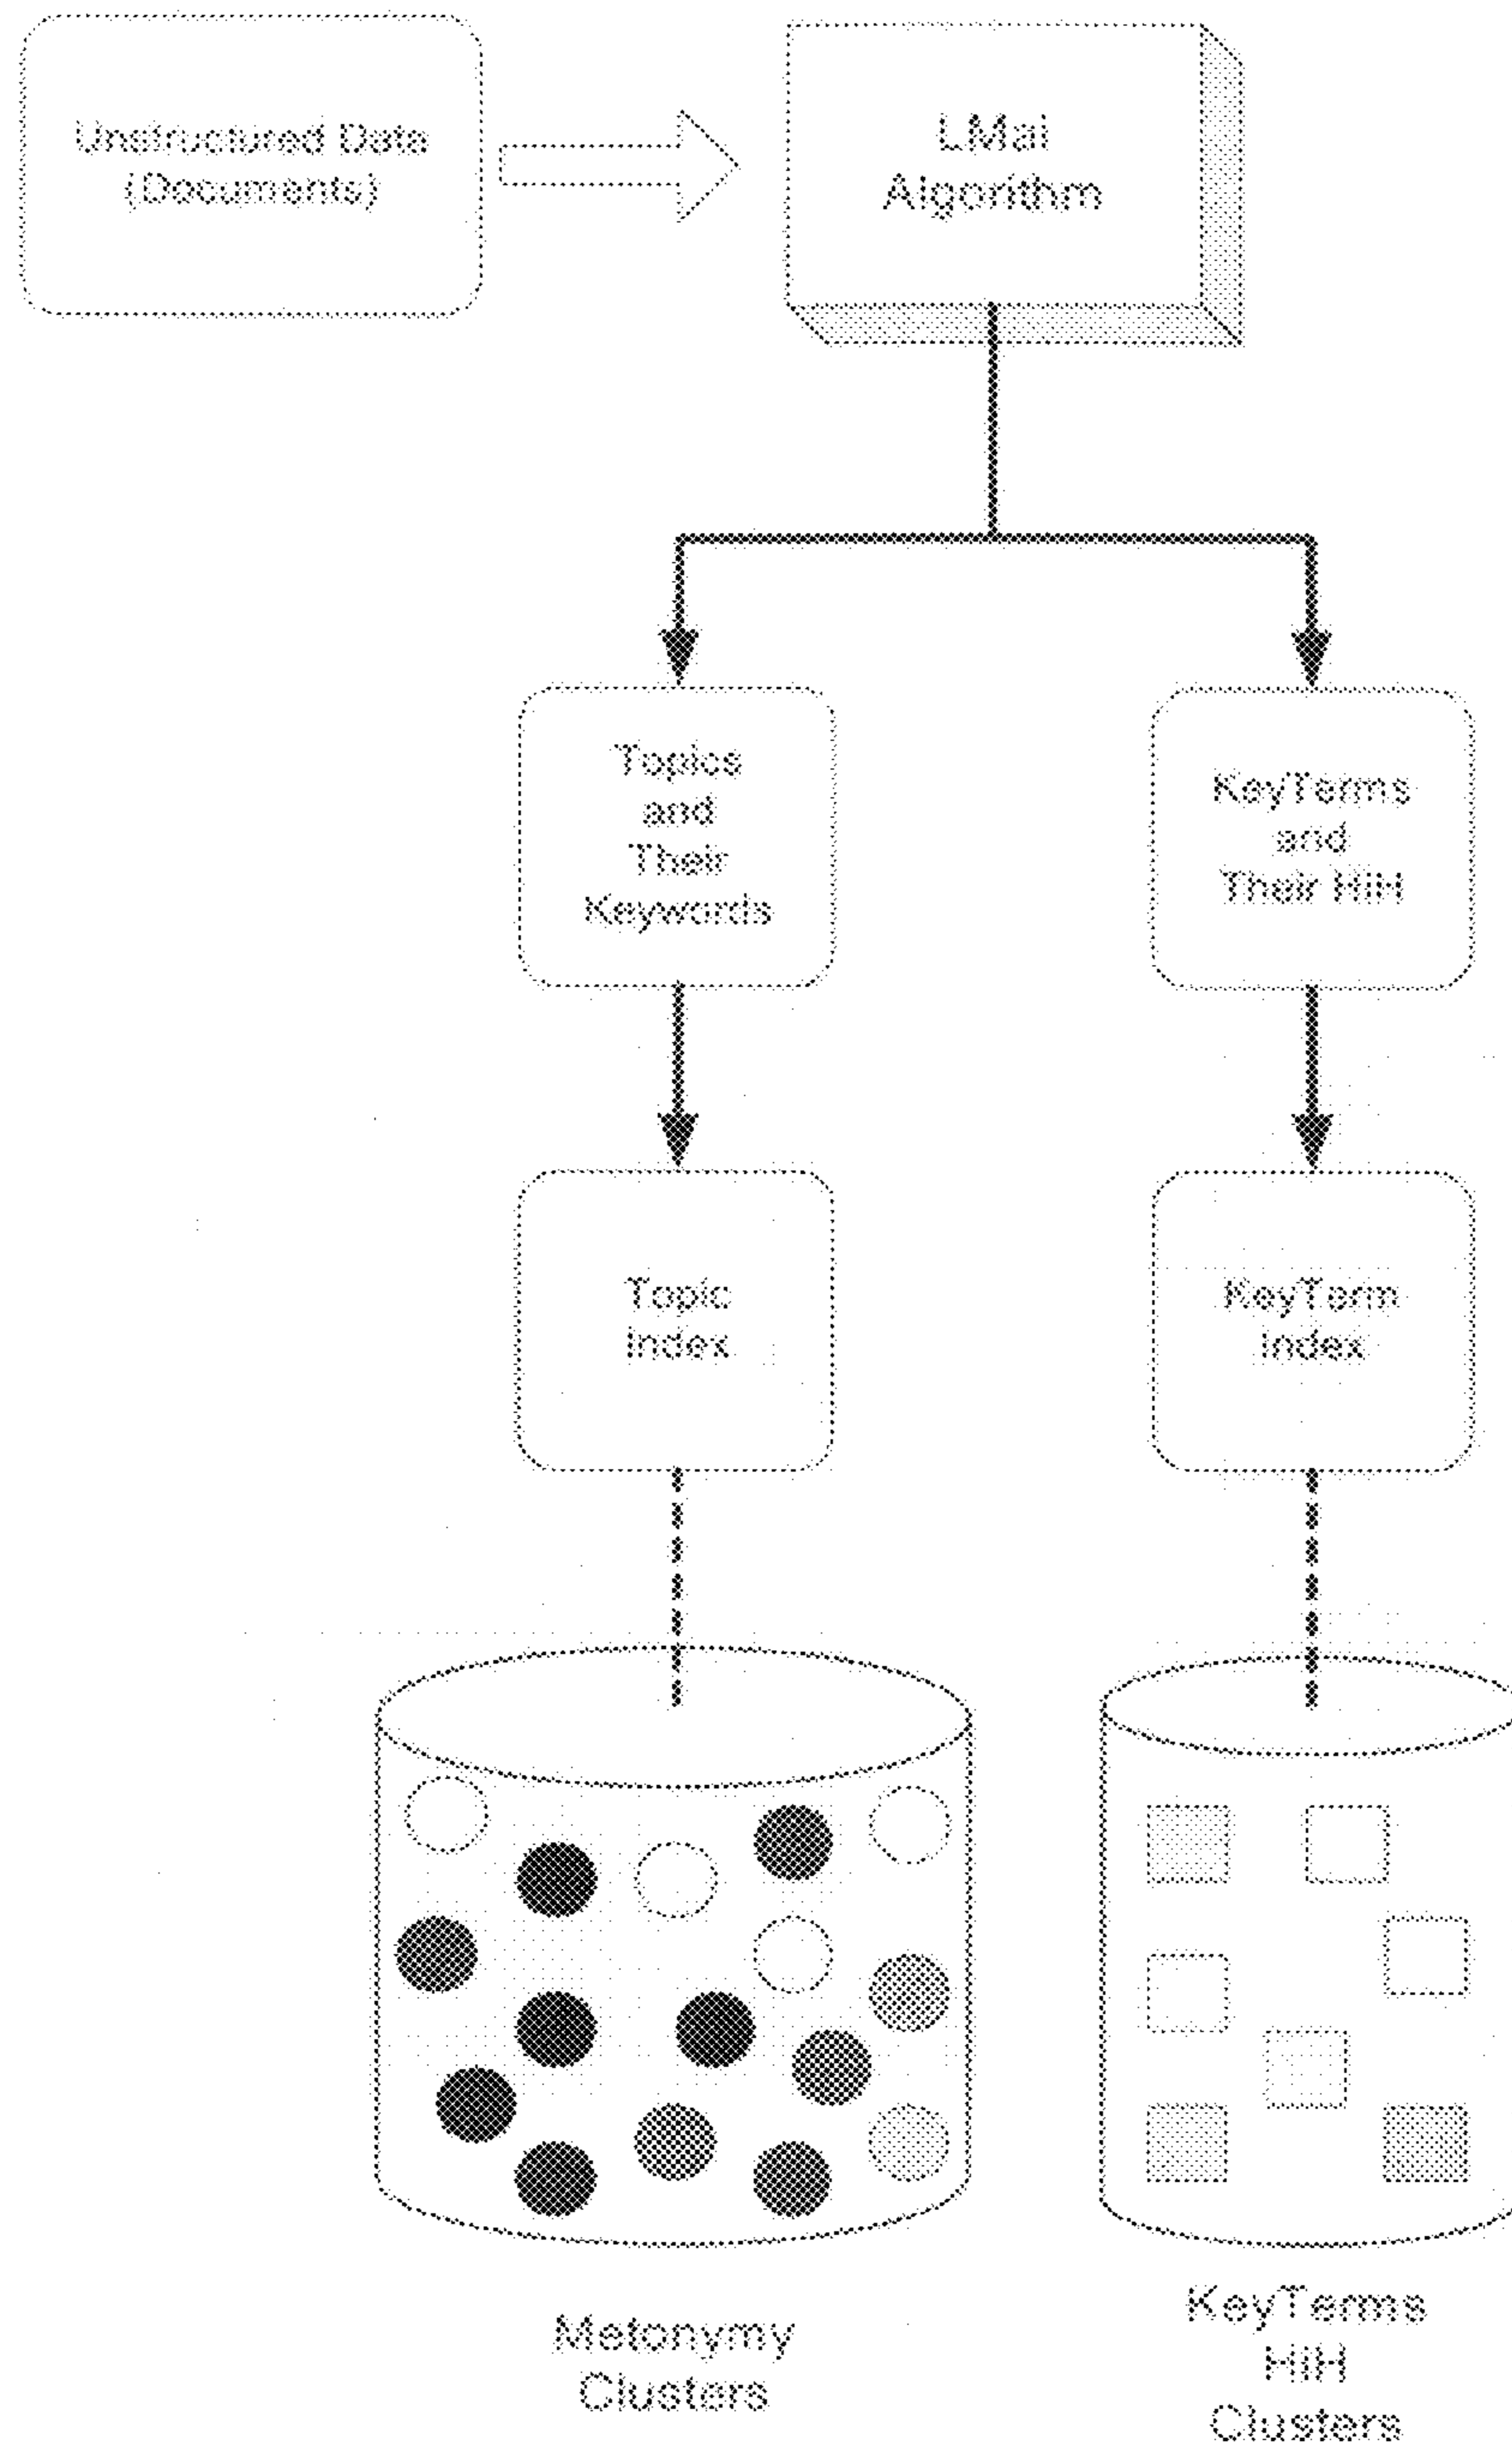 Unstructured Data
(Documents)
LMai
Algorithm
Topics
and
Their
Keywords
KeyTerms
and
Their HiH
Topic
Index
KeyTerm
Index
Metonymy
Clusters
KeyTerms
HiH
Clusters